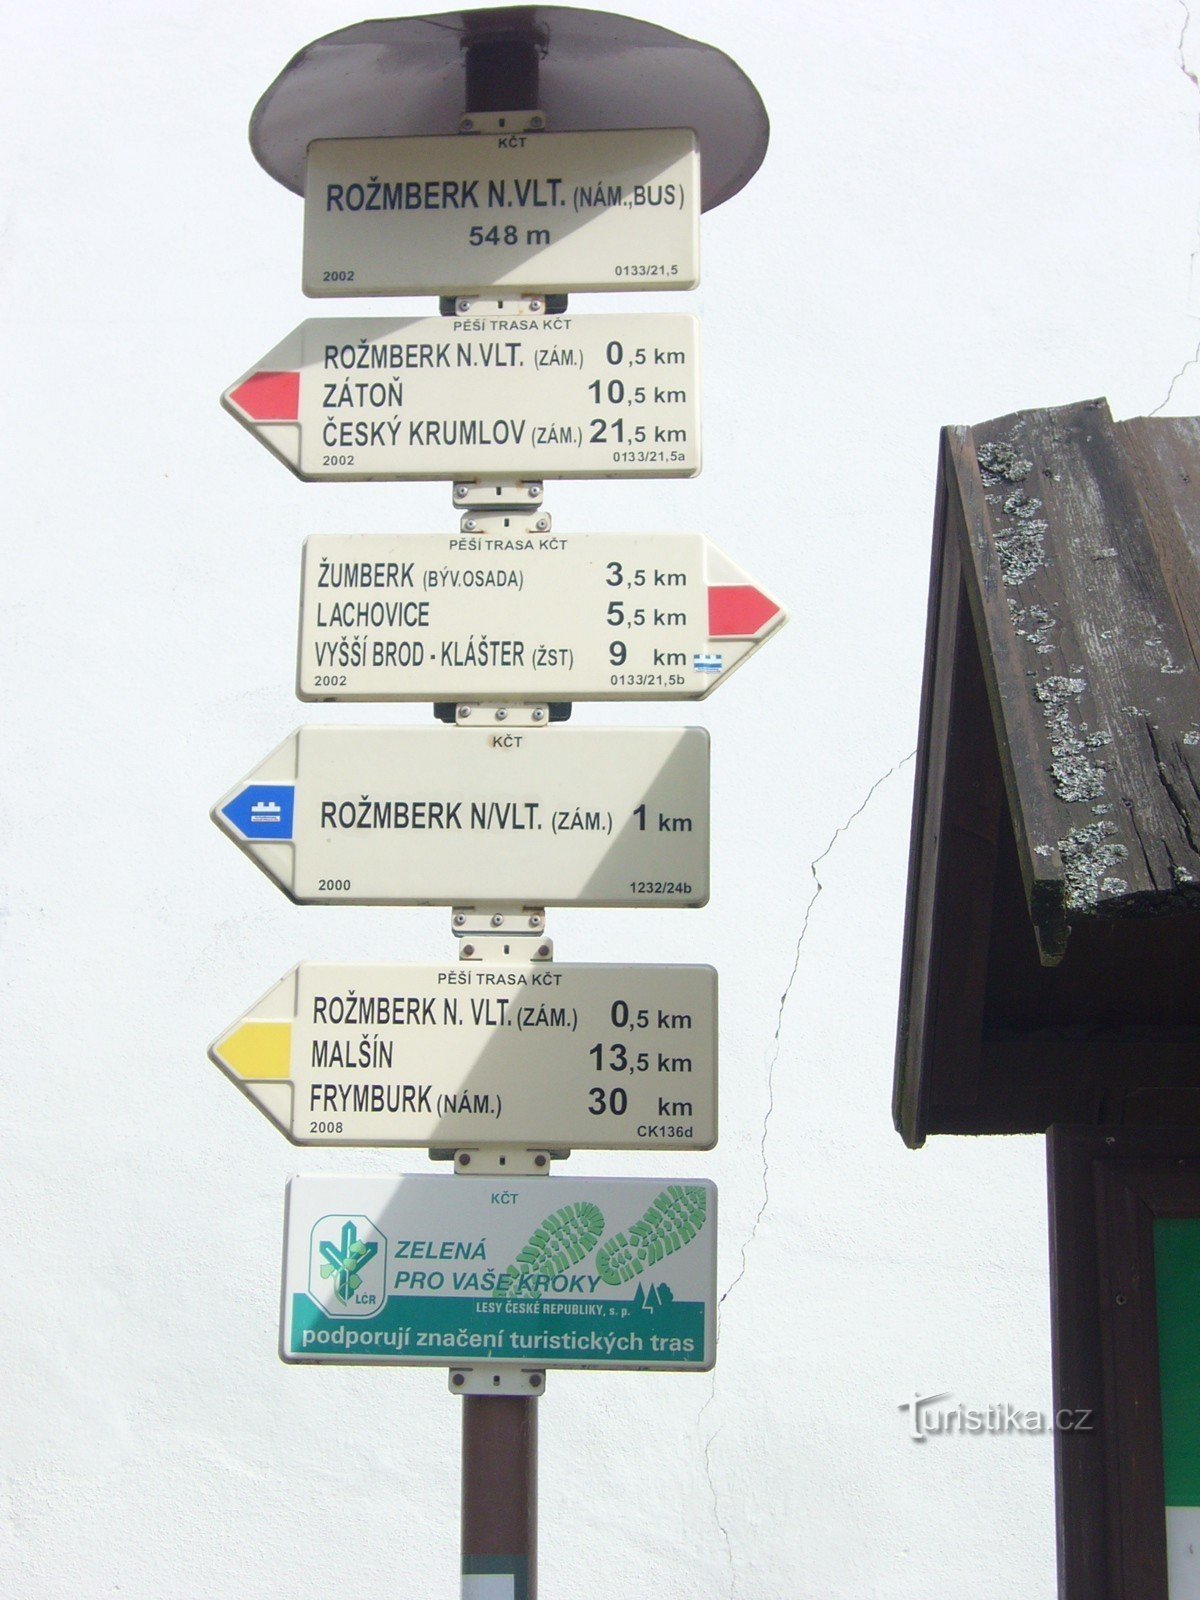 KČT
ROŽMBERK N.VLT. (NÁM.,BUS)
548 m
2002 0133/21,5
PĚŠÍ TRASA KČT
ROŽMBERK N.VLT. (ZÁM.) 0,5 km
ZÁTOŇ 10,5 km
ČESKÝ KRUMLOV (ZÁM.) 21,5 km
2002 0133/21,5a
PĚŠÍ TRASA KČT
ŽUMBERK (BÝV.OSADA) 3,5 km
LACHOVICE 5,5 km
VYŠŠÍ BROD - KLÁŠTER (ŽST) 9 km
2002 0133/21,5b
KČT
ROŽMBERK N/VLT. (ZÁM.) 1 km
2000 1232/24b
PĚŠÍ TRASA KČT
ROŽMBERK N. VLT. (ZÁM.) 0,5 km
MALŠÍN 13,5 km
FRYMBURK (NÁM.) 30 km
2008 CK136d
KČT
ZELENÁ
PRO VAŠE KROKY
LČR
LESY ČESKÉ REPUBLIKY, s. p.
podporují značení turistických tras
Turistika.cz